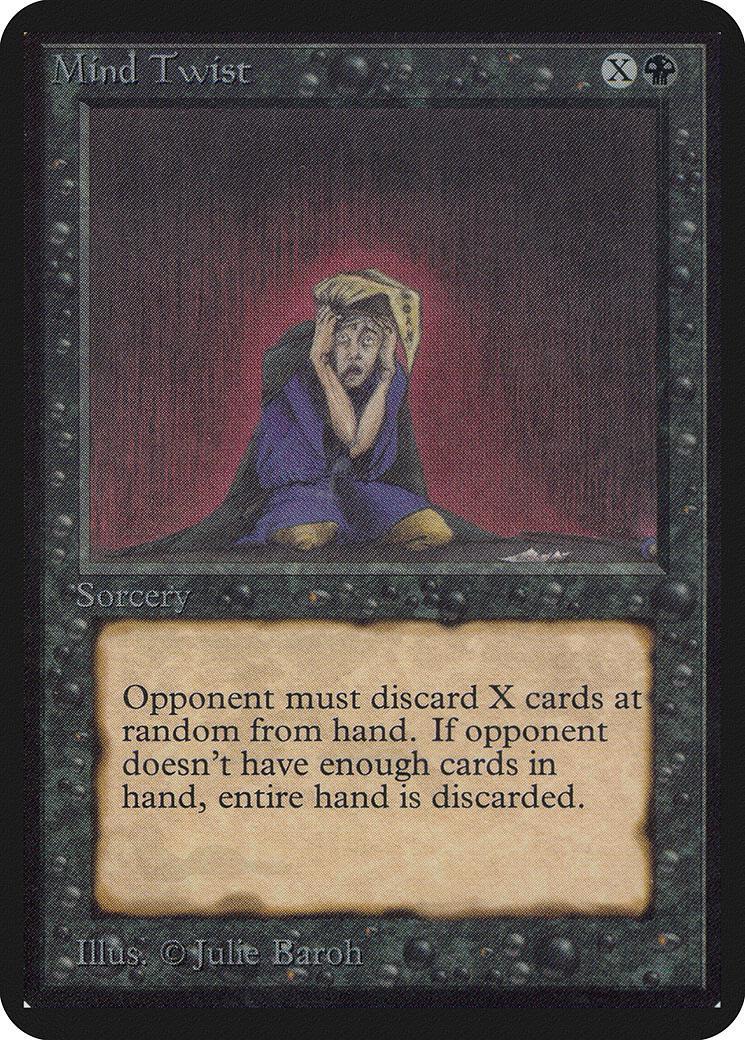 Mind Twist
X
Sorcery
Opponent must discard X cards at
random from hand. If opponent
doesn't have enough cards in
hand, entire hand is discarded.
Illus. © Julie Baroh